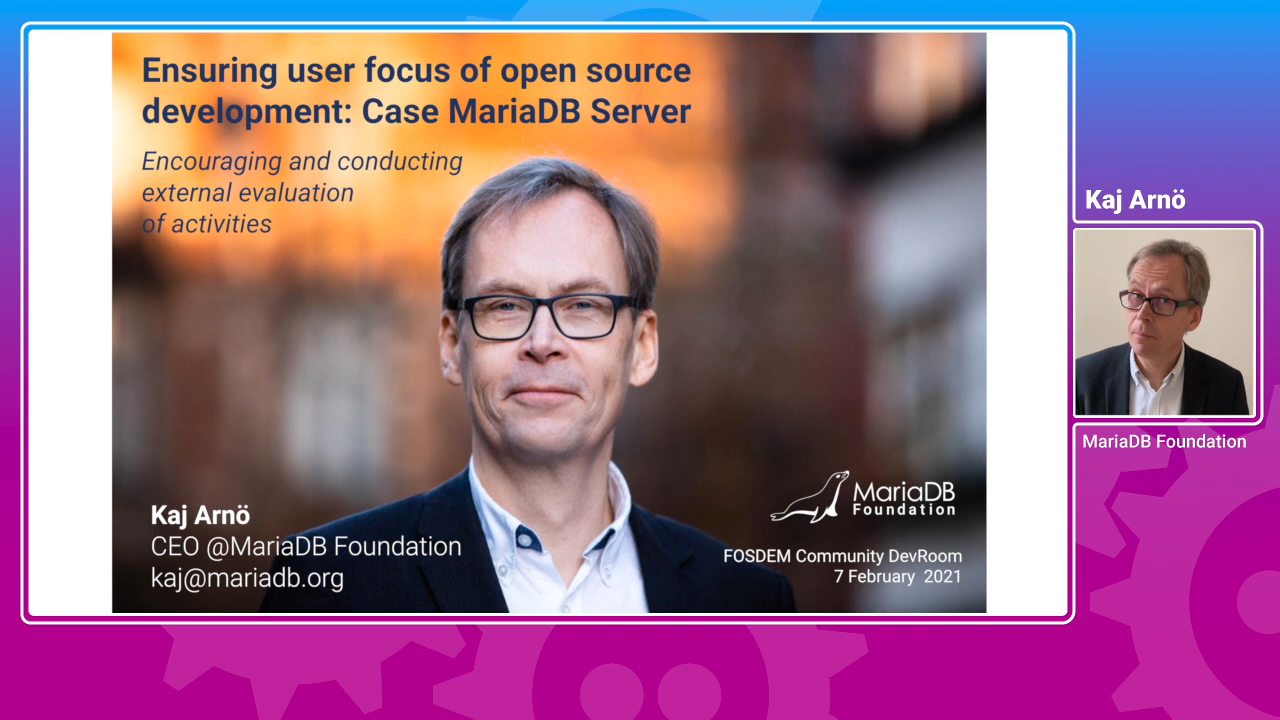 Ensuring user focus of open source
development: Case MariaDB Server
Encouraging and conducting
external evaluation
of activities
Kaj Arnö
CEO @MariaDB Foundation
kaj@mariadb.org
MariaDB
Foundation
FOSDEM Community DevRoom
7 February 2021
Kaj Arnö
MariaDB Foundation